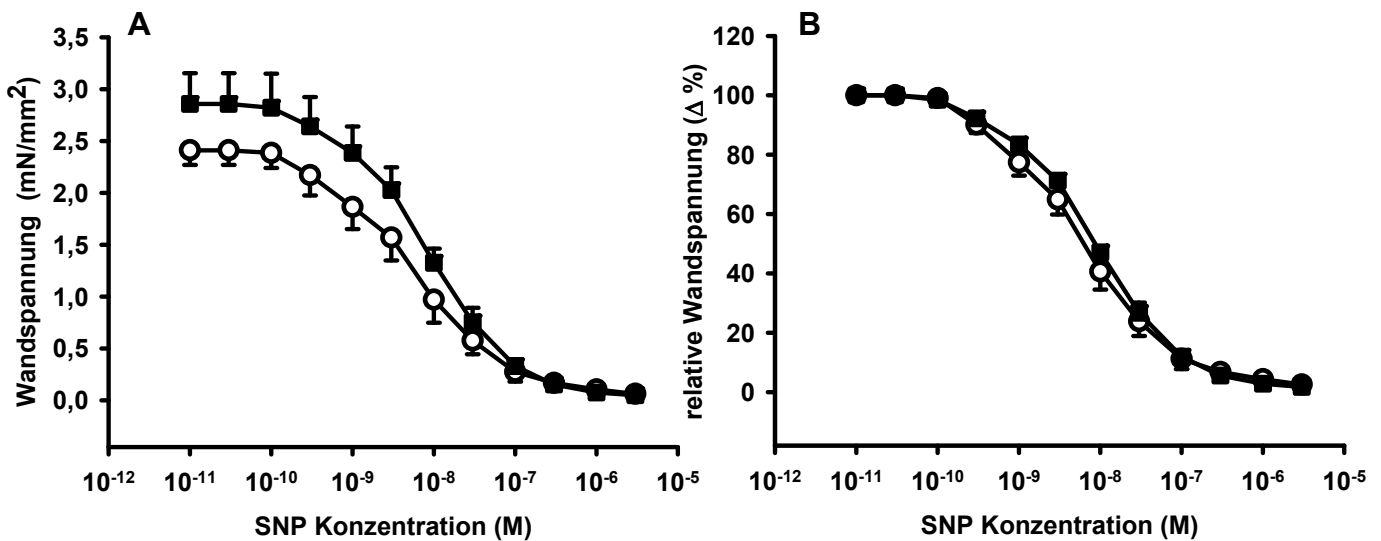 A
Wandspannung (mN/mm²)
3,5
3,0
2,5
2,0
1,5
1,0
0,5
0,0
10⁻¹² 10⁻¹¹ 10⁻¹⁰ 10⁻⁹ 10⁻⁸ 10⁻⁷ 10⁻⁶ 10⁻⁵
SNP Konzentration (M)
B
relative Wandspannung (Δ %)
120
100
80
60
40
20
0
10⁻¹² 10⁻¹¹ 10⁻¹⁰ 10⁻⁹ 10⁻⁸ 10⁻⁷ 10⁻⁶ 10⁻⁵
SNP Konzentration (M)